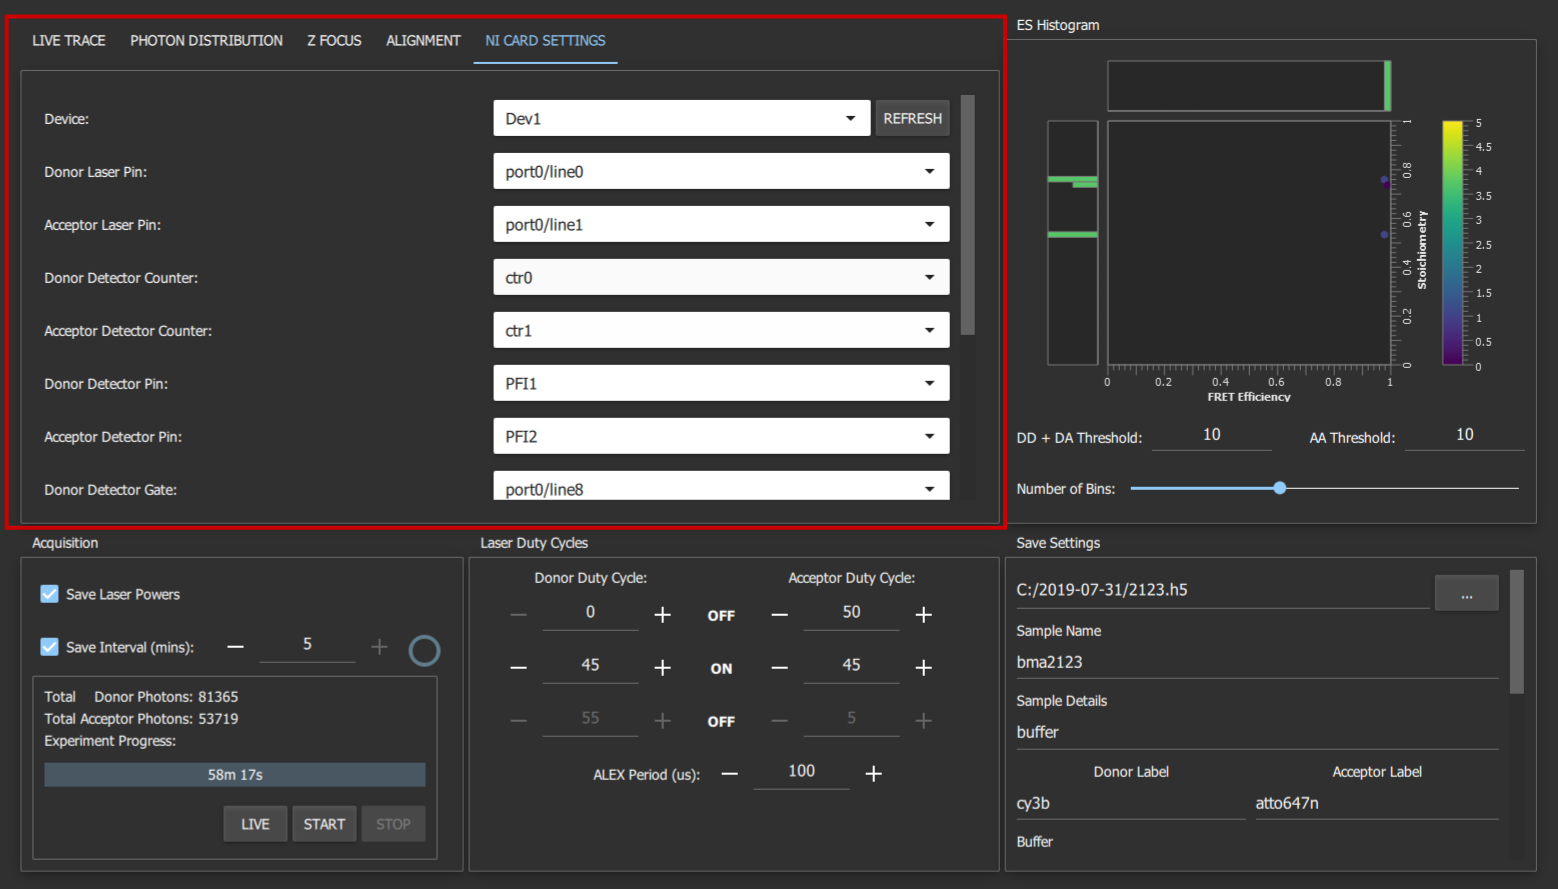 LIVE TRACE PHOTON DISTRIBUTION Z FOCUS ALIGNMENT NI CARD SETTINGS
Device: Dev1 REFRESH
Donor Laser Pin: port0/line0
Acceptor Laser Pin: port0/line1
Donor Detector Counter: ctr0
Acceptor Detector Counter: ctr1
Donor Detector Pin: PFI1
Acceptor Detector Pin: PFI2
Donor Detector Gate: port0/line8
ES Histogram
1
0.8
0.6
0.4
0.2
0
Stoichiometry
5
4.5
4
3.5
3
2.5
2
1.5
1
0.5
0
0 0.2 0.4 0.6 0.8 1
FRET Efficiency
DD + DA Threshold: 10 AA Threshold: 10
Number of Bins:
Acquisition
Save Laser Powers
Save Interval (mins): — 5 +
Total Donor Photons: 81365
Total Acceptor Photons: 53719
Experiment Progress:
58m 17s
LIVE START STOP
Laser Duty Cycles
Donor Duty Cycle: Acceptor Duty Cycle:
— 0 + OFF — 50 +
— 45 + ON — 45 +
— 55 + OFF — 5 +
ALEX Period (us): — 100 +
Save Settings
C:/2019-07-31/2123.h5 ...
Sample Name
bma2123
Sample Details
buffer
Donor Label Acceptor Label
cy3b atto647n
Buffer